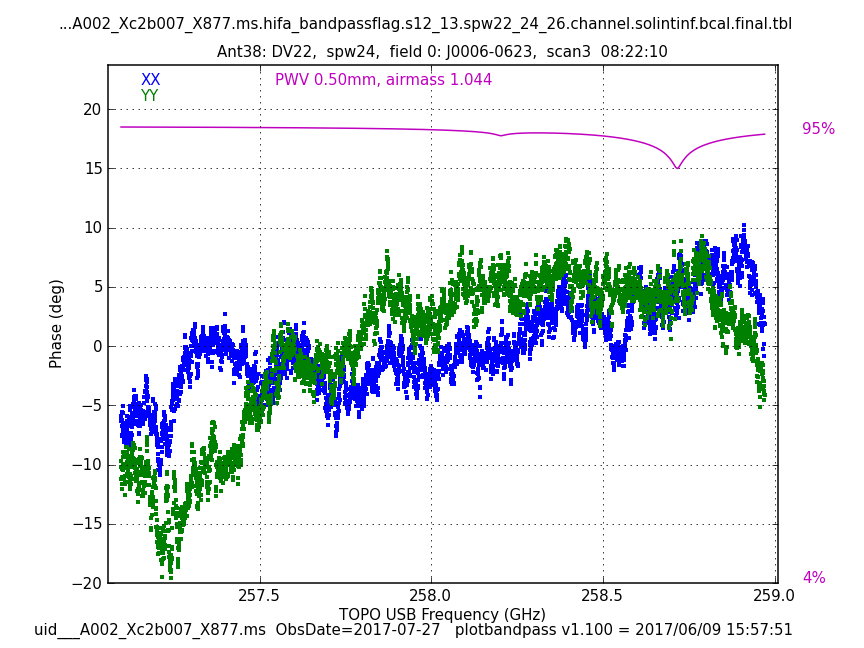 ...A002_Xc2b007_X877.ms.hifa_bandpassflag.s12_13.spw22_24_26.channel.solintinf.bcal.final.tbl
Ant38: DV22, spw24, field 0: J0006-0623, scan3 08:22:10
XX
YY
PWV 0.50mm, airmass 1.044
95%
4%
20
15
10
5
0
−5
−10
−15
−20
Phase (deg)
257.5
258.0
258.5
259.0
TOPO USB Frequency (GHz)
uid___A002_Xc2b007_X877.ms ObsDate=2017-07-27 plotbandpass v1.100 = 2017/06/09 15:57:51